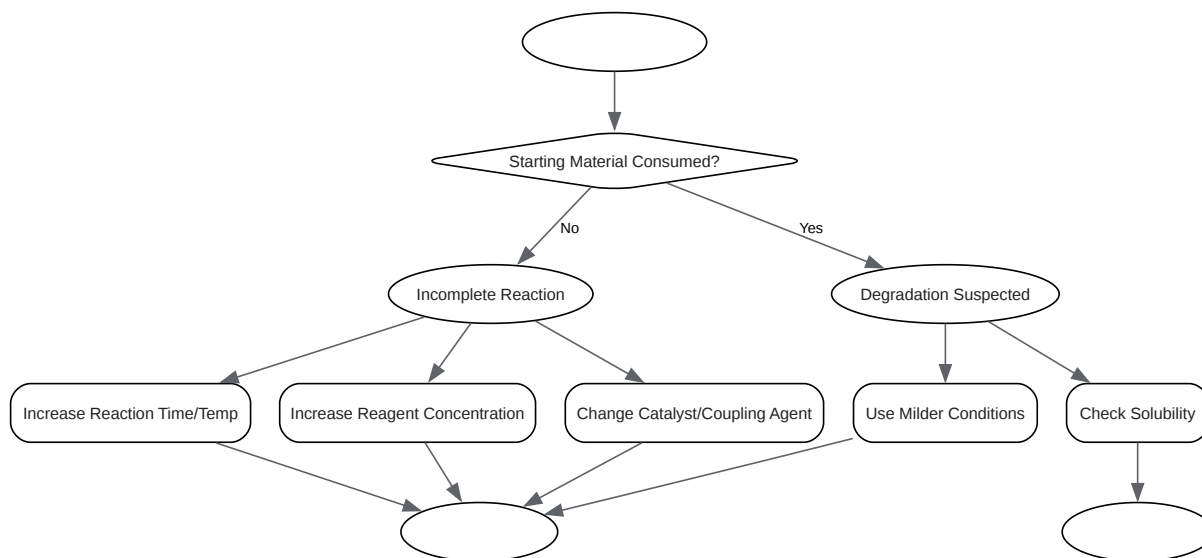 Starting Material Consumed?
No
Yes
Incomplete Reaction
Degradation Suspected
Increase Reaction Time/Temp
Increase Reagent Concentration
Change Catalyst/Coupling Agent
Use Milder Conditions
Check Solubility